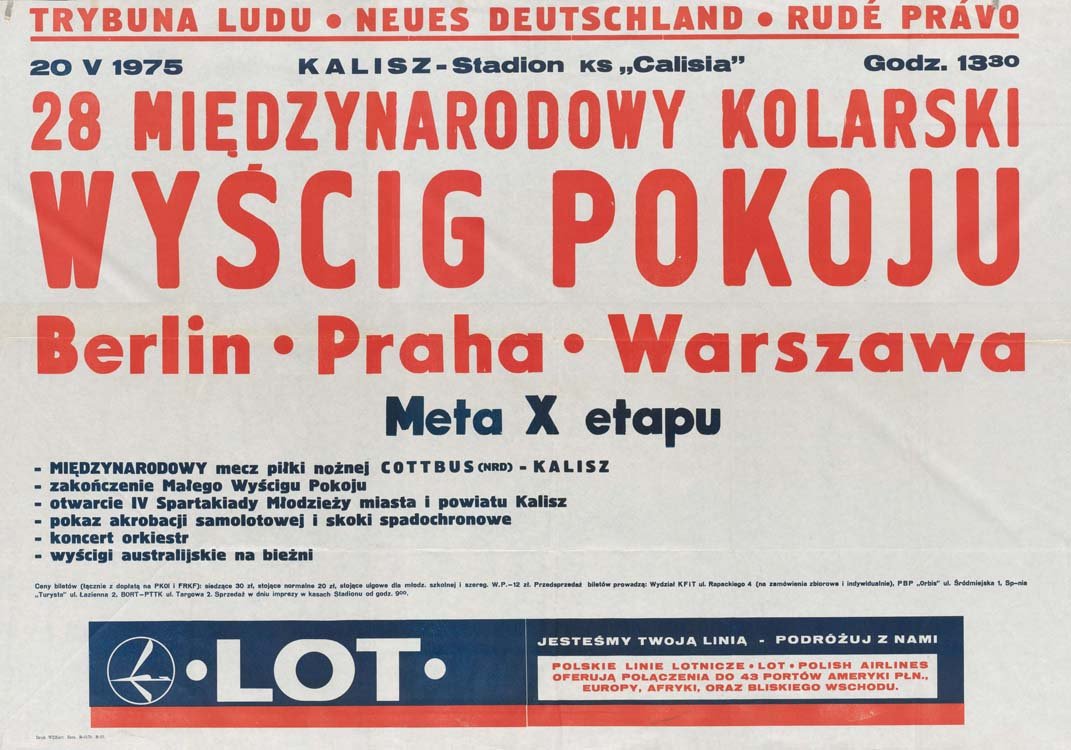 TRYBUNA LUDU • NEUES DEUTSCHLAND • RUDÉ PRÁVO
20 V 1975 KALISZ-Stadion KS „Calisia” Godz. 13³⁰
28 MIĘDZYNARODOWY KOLARSKI
WYŚCIG POKOJU
Berlin • Praha • Warszawa
Meta X etapu
- MIĘDZYNARODOWY mecz piłki nożnej COTTBUS (NRD) - KALISZ
- zakończenie Małego Wyścigu Pokoju
- otwarcie IV Spartakiady Młodzieży miasta i powiatu Kalisz
- pokaz akrobacji samolotowej i skoki spadochronowe
- koncert orkiestr
- wyścigi australijskie na bieżni
Ceny biletów (łącznie z dopłatą na PKOl i FRKF): siedzące 30 zł, stojące normalne 20 zł, stojące ulgowe dla młodz. szkolnej i szereg. W.P.—12 zł. Przedsprzedaż biletów prowadzą: Wydział KFiT ul. Rapackiego 4 (na zamówienia zbiorowe i indywidualnie), PBP „Orbis” ul. Śródmiejska 1, Sp-nia
„Turysta” ul. Łazienna 2, BORT—PTTK ul. Targowa 2. Sprzedaż w dniu imprezy w kasach Stadionu od godz. 9⁰⁰.
• LOT •
JESTEŚMY TWOJĄ LINIĄ - PODRÓŻUJ Z NAMI
POLSKIE LINIE LOTNICZE • LOT • POLISH AIRLINES
OFERUJĄ POŁĄCZENIA DO 43 PORTÓW AMERYKI PŁN.,
EUROPY, AFRYKI, ORAZ BLISKIEGO WSCHODU.